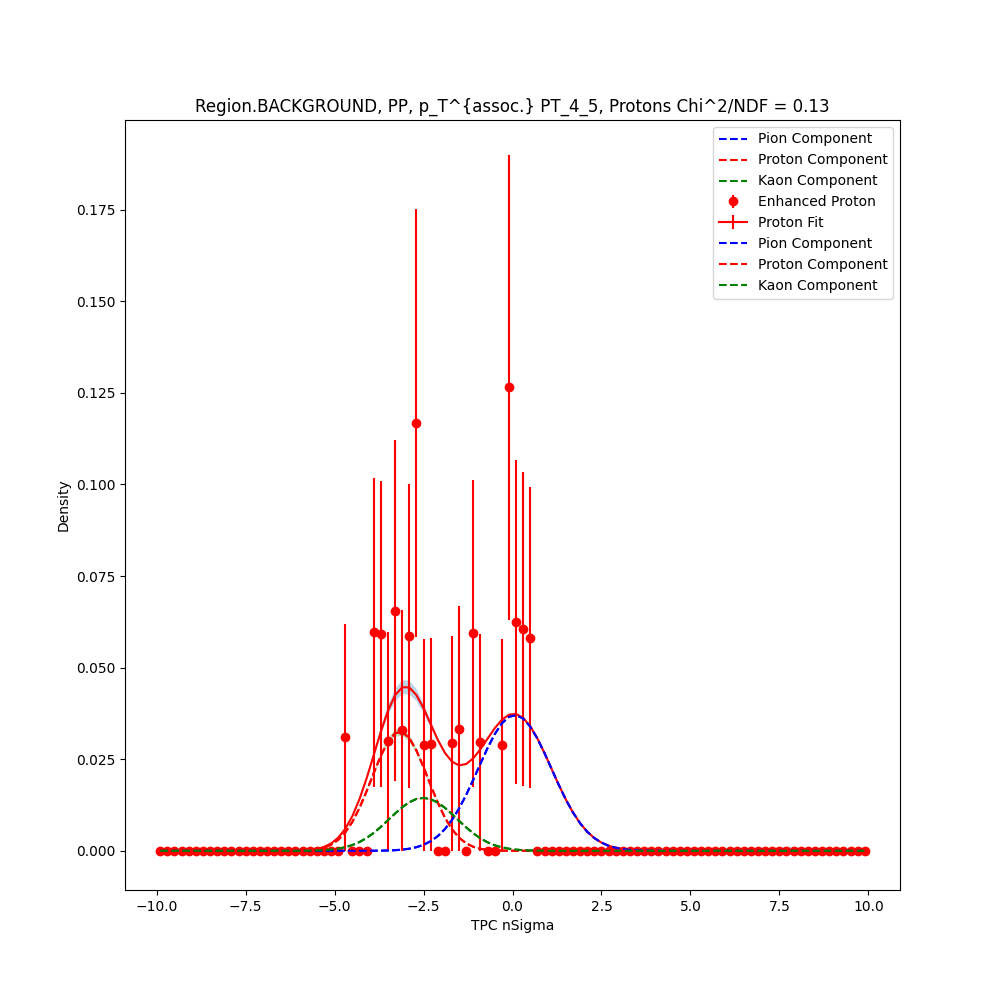 Region.BACKGROUND, PP, p_T^{assoc.} PT_4_5, Protons Chi^2/NDF = 0.13
Pion Component
Proton Component
Kaon Component
Enhanced Proton
Proton Fit
Pion Component
Proton Component
Kaon Component
0.175
0.150
0.125
0.100
0.075
0.050
0.025
0.000
Density
−10.0 −7.5 −5.0 −2.5 0.0 2.5 5.0 7.5 10.0
TPC nSigma